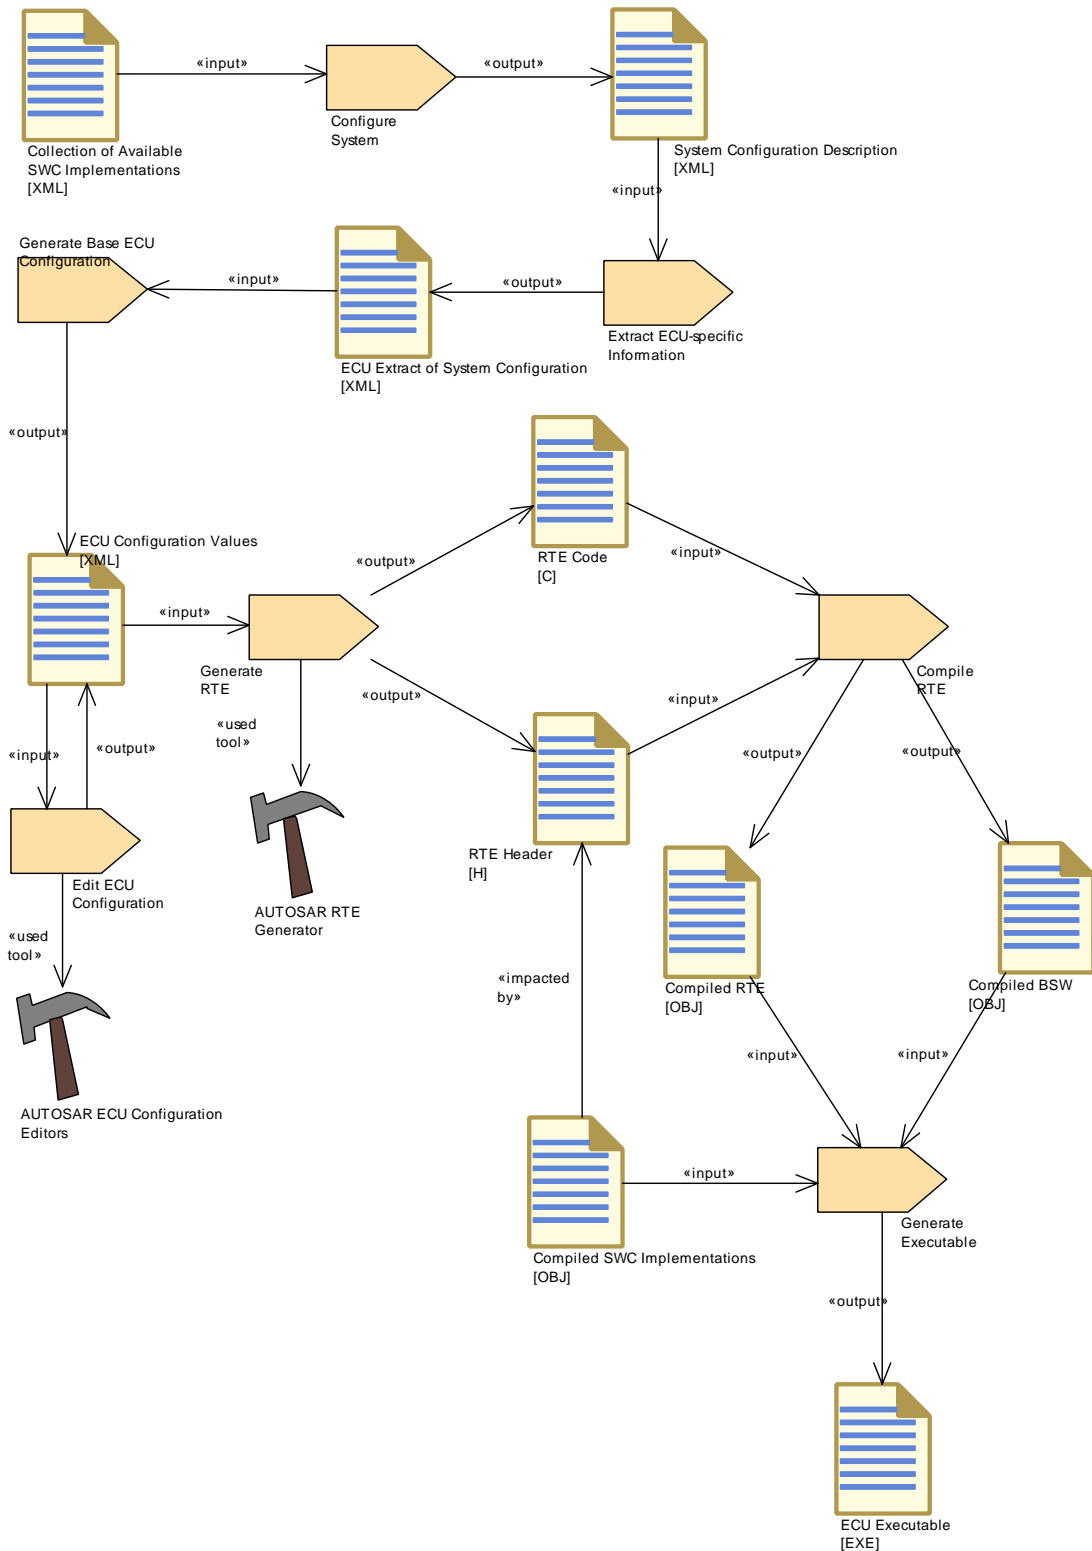 «input»
«output»
Configure
System
Collection of Available
SWC Implementations
[XML]
System Configuration Description
[XML]
«input»
Generate Base ECU
Configuration
«input»
«output»
Extract ECU-specific
Information
ECU Extract of System Configuration
[XML]
«output»
ECU Configuration Values
[XML]
«output»
RTE Code
[C]
«input»
«input»
Generate
RTE
«output»
Compile
RTE
«input»
«used
tool»
«input»
«output»
«output»
«output»
RTE Header
[H]
Edit ECU
Configuration
AUTOSAR RTE
Generator
«used
tool»
«impacted
by»
Compiled RTE
[OBJ]
Compiled BSW
[OBJ]
«input»
«input»
AUTOSAR ECU Configuration
Editors
«input»
Generate
Executable
Compiled SWC Implementations
[OBJ]
«output»
ECU Executable
[EXE]